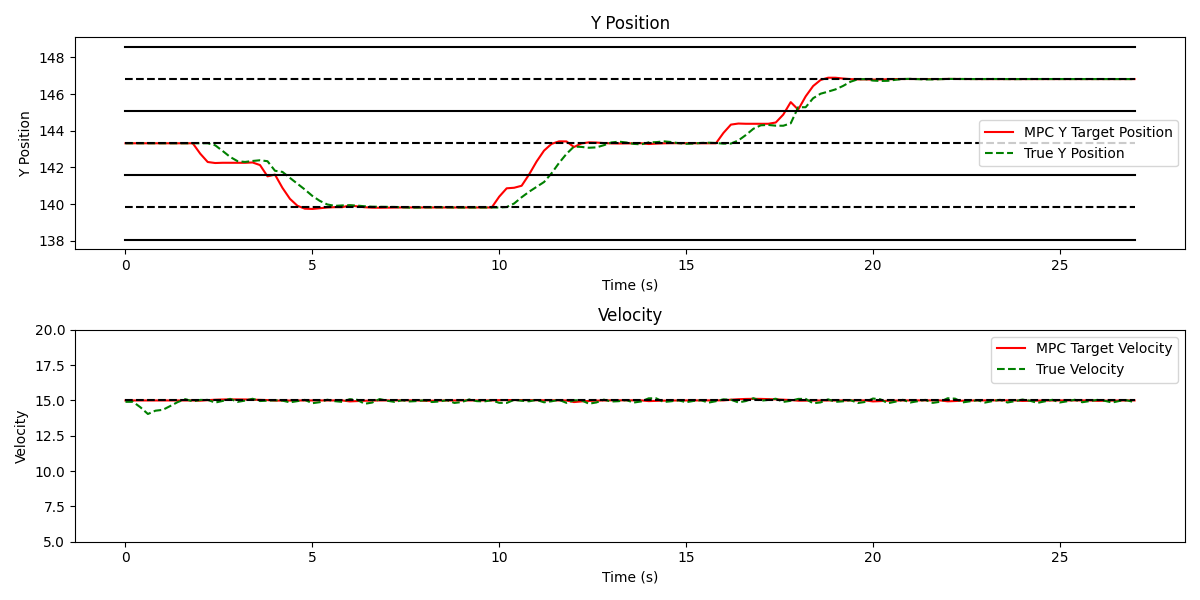 Y Position
148
146
144
142
140
138
Y Position
MPC Y Target Position
True Y Position
0 5 10 15 20 25
Time (s)
Velocity
20.0
17.5
15.0
12.5
10.0
7.5
5.0
Velocity
MPC Target Velocity
True Velocity
0 5 10 15 20 25
Time (s)